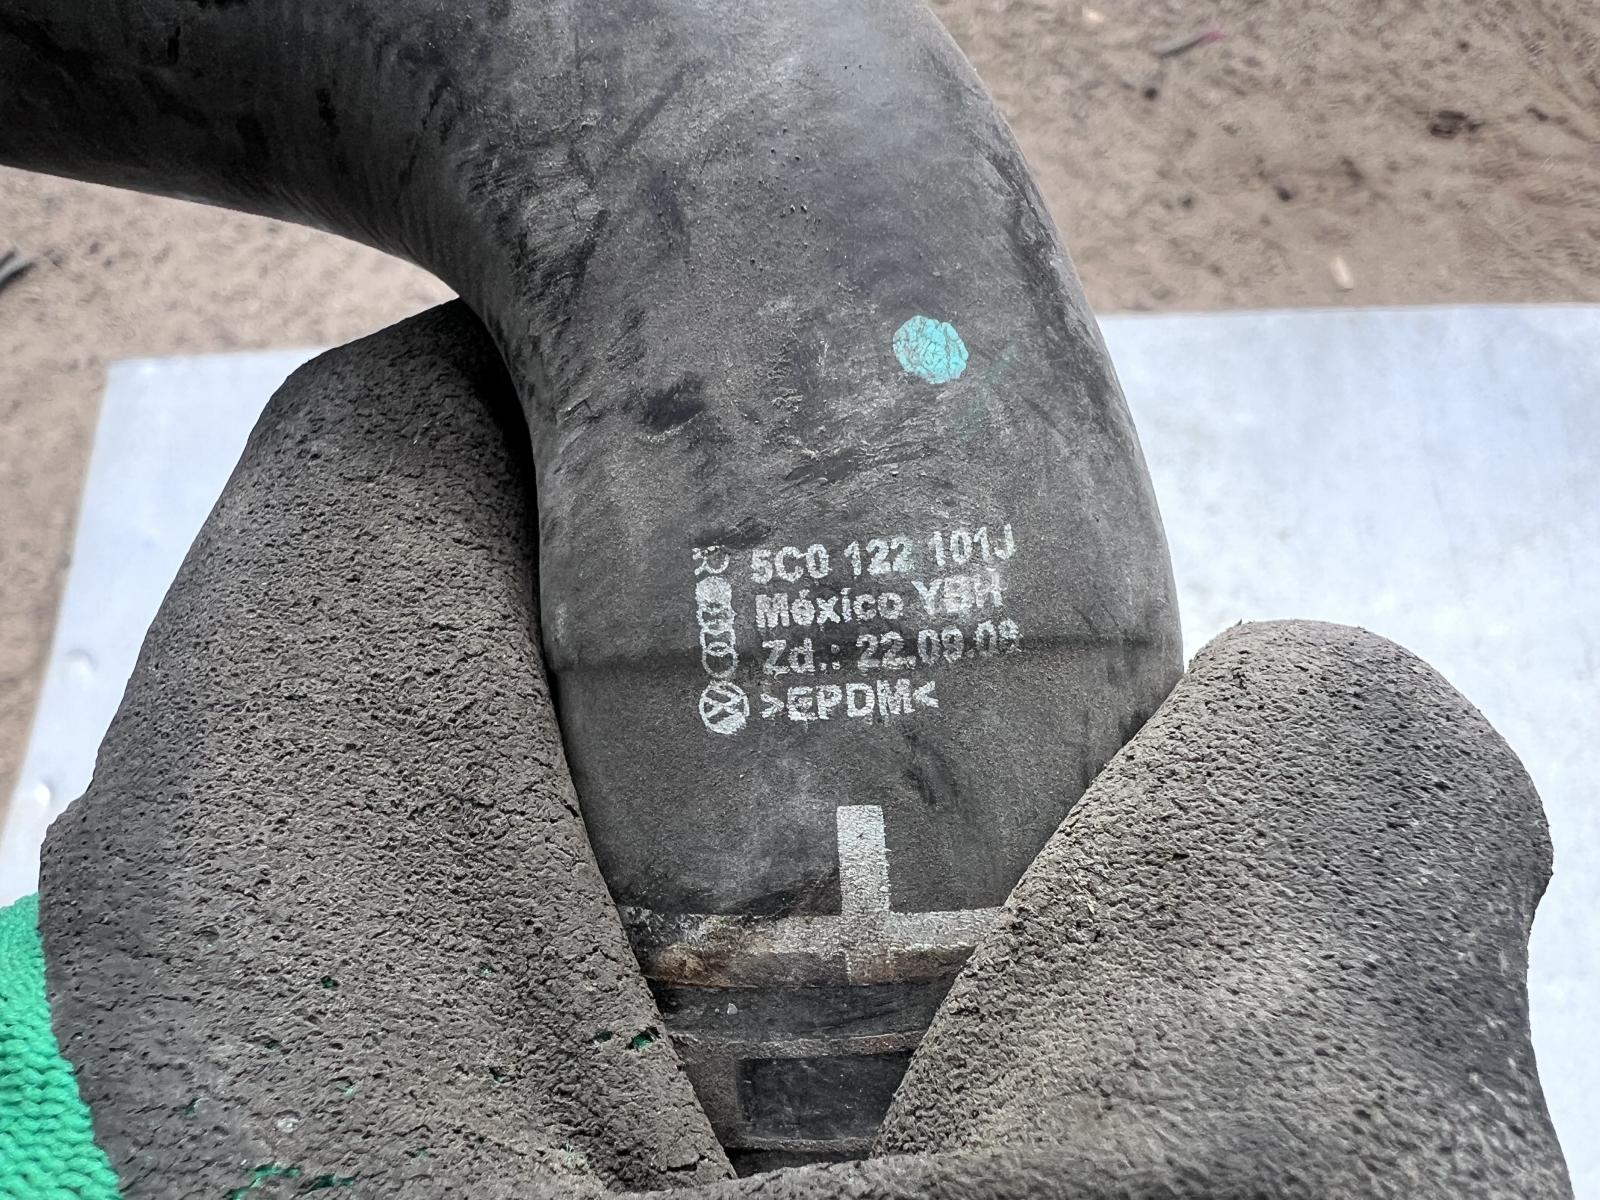 5C0 122 101J
México YBH
Zd.: 22.09.09
>EPDM<